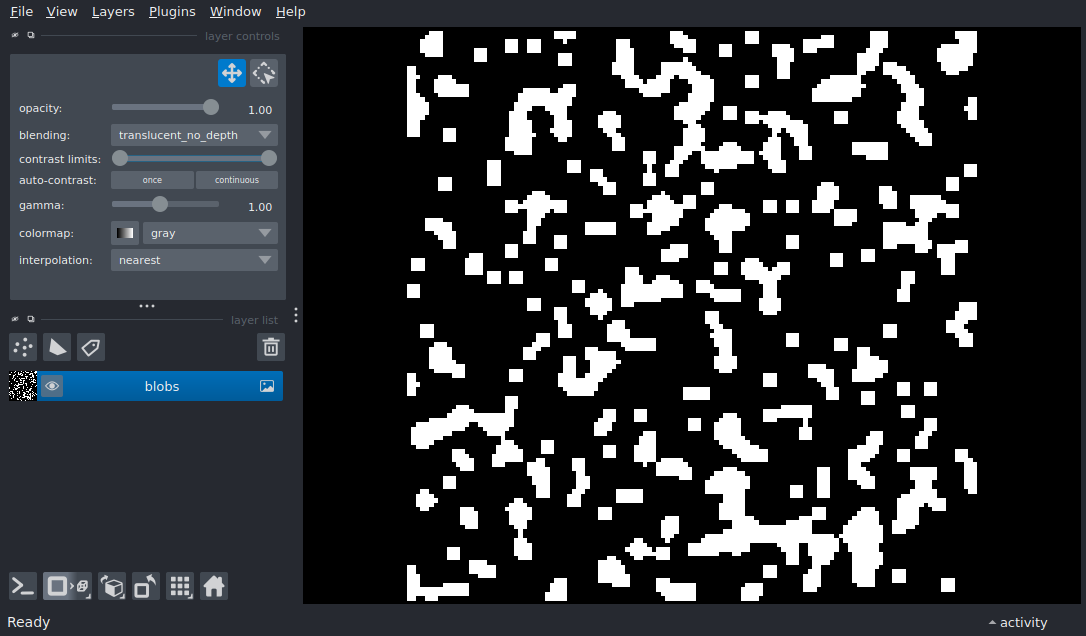 File View Layers Plugins Window Help
layer controls
opacity: 1.00
blending: translucent_no_depth
contrast limits:
auto-contrast: once continuous
gamma: 1.00
colormap: gray
interpolation: nearest
layer list
blobs
Ready activity